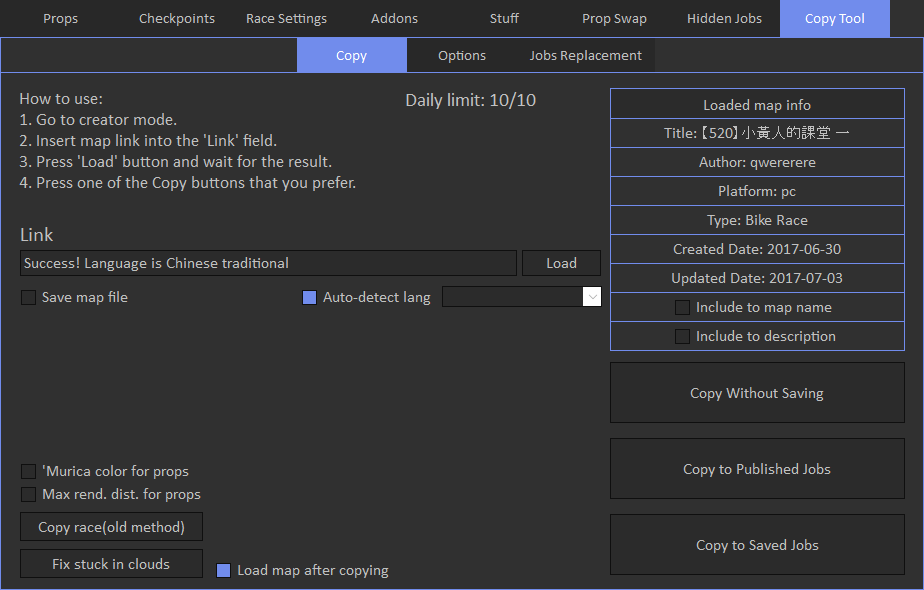 Props Checkpoints Race Settings Addons Stuff Prop Swap Hidden Jobs Copy Tool
Copy Options Jobs Replacement
How to use:
1. Go to creator mode.
2. Insert map link into the 'Link' field.
3. Press 'Load' button and wait for the result.
4. Press one of the Copy buttons that you prefer.
Daily limit: 10/10
Link
Success! Language is Chinese traditional
Load
Save map file
Auto-detect lang
Loaded map info
Title: 【520】小黃人的課堂 一
Author: qwererere
Platform: pc
Type: Bike Race
Created Date: 2017-06-30
Updated Date: 2017-07-03
Include to map name
Include to description
Copy Without Saving
Copy to Published Jobs
Copy to Saved Jobs
'Murica color for props
Max rend. dist. for props
Copy race(old method)
Fix stuck in clouds
Load map after copying